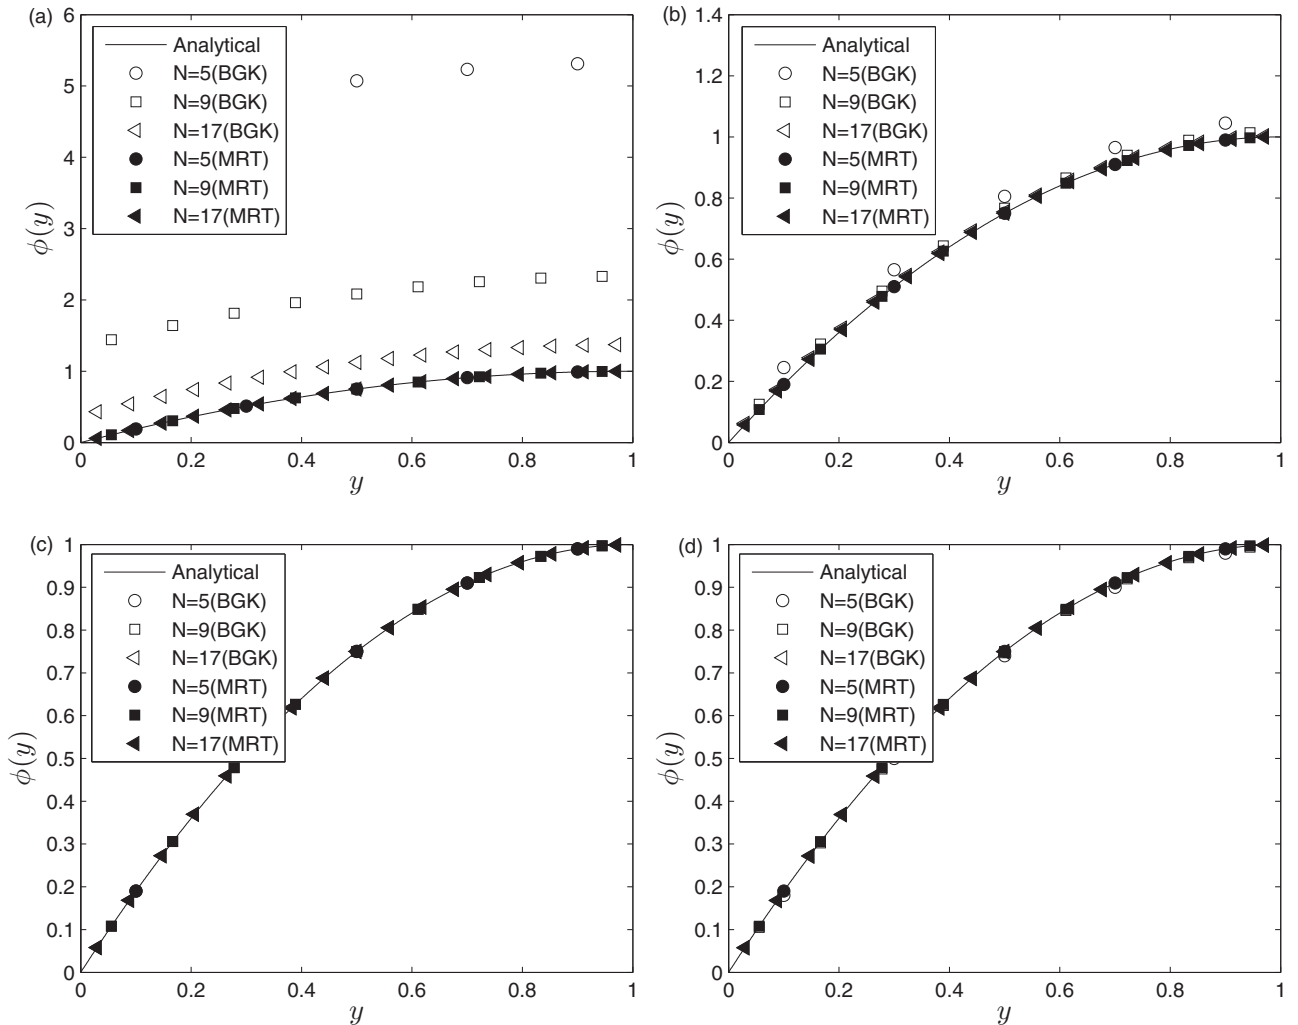 (a)
6
5
4
3
2
1
0
ϕ(y)
Analytical
N=5(BGK)
N=9(BGK)
N=17(BGK)
N=5(MRT)
N=9(MRT)
N=17(MRT)
0 0.2 0.4 0.6 0.8 1
y
(b)
1.4
1.2
1
0.8
0.6
0.4
0.2
0
ϕ(y)
Analytical
N=5(BGK)
N=9(BGK)
N=17(BGK)
N=5(MRT)
N=9(MRT)
N=17(MRT)
0 0.2 0.4 0.6 0.8 1
y
(c)
1
0.9
0.8
0.7
0.6
0.5
0.4
0.3
0.2
0.1
0
ϕ(y)
Analytical
N=5(BGK)
N=9(BGK)
N=17(BGK)
N=5(MRT)
N=9(MRT)
N=17(MRT)
0 0.2 0.4 0.6 0.8 1
y
(d)
1
0.9
0.8
0.7
0.6
0.5
0.4
0.3
0.2
0.1
0
ϕ(y)
Analytical
N=5(BGK)
N=9(BGK)
N=17(BGK)
N=5(MRT)
N=9(MRT)
N=17(MRT)
0 0.2 0.4 0.6 0.8 1
y